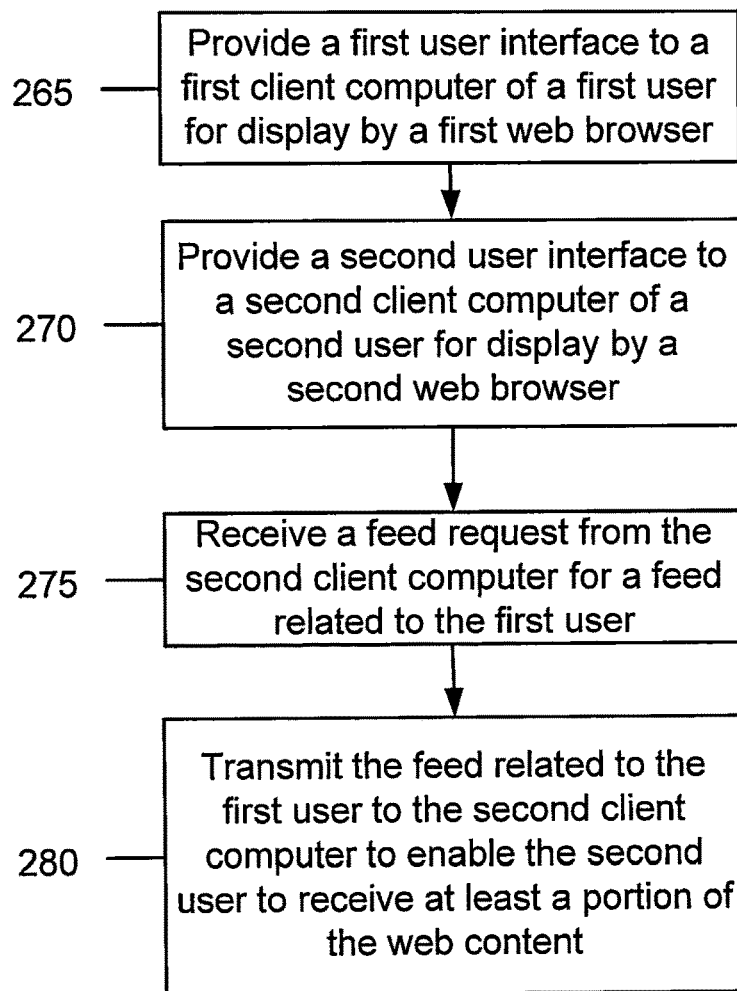 265
Provide a first user interface to a
first client computer of a first user
for display by a first web browser
270
Provide a second user interface to
a second client computer of a
second user for display by a
second web browser
275
Receive a feed request from the
second client computer for a feed
related to the first user
280
Transmit the feed related to the
first user to the second client
computer to enable the second
user to receive at least a portion of
the web content